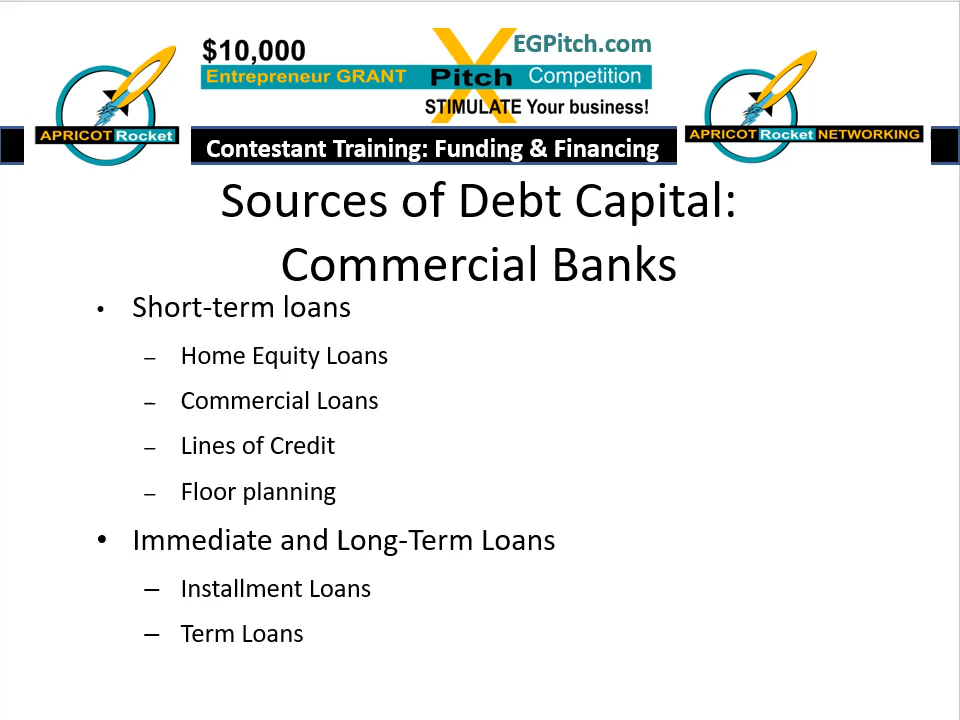 $10,000
EGPitch.com
Entrepreneur GRANT Pitch Competition
STIMULATE Your business!
APRICOT Rocket
APRICOT Rocket NETWORKING
Contestant Training: Funding & Financing
Sources of Debt Capital:
Commercial Banks
• Short-term loans
– Home Equity Loans
– Commercial Loans
– Lines of Credit
– Floor planning
• Immediate and Long-Term Loans
– Installment Loans
– Term Loans